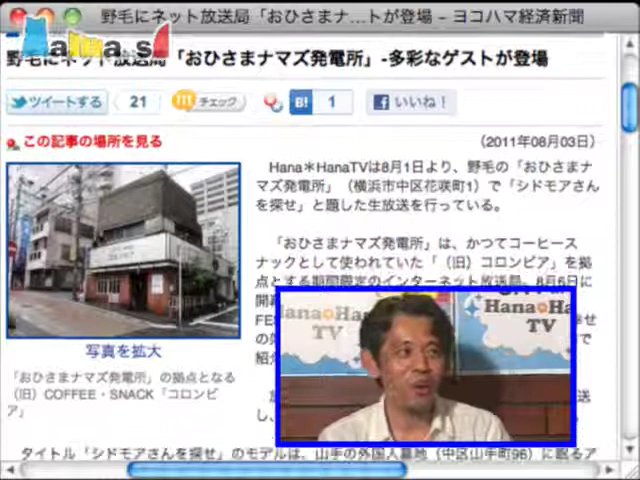 野毛にネット放送局「おひさまナ…トが登場 – ヨコハマ経済新聞
野毛にネット放送局「おひさまナマズ発電所」-多彩なゲストが登場
ツイートする
21
チェック
B!
1
いいね！
この記事の場所を見る
（2011年08月03日）
Hana＊HanaTVは8月1日より、野毛の「おひさまナ
マズ発電所」（横浜市中区花咲町1）で「シドモアさん
を探せ」と題した生放送を行っている。
「おひさまナマズ発電所」は、かつてコーヒース
ナックとして使われていた「（旧）コロンビア」を拠
点とする期間限定のインターネット放送局。8月6日に
Hana Hana
TV
Hana Hana
TV
写真を拡大
「おひさまナマズ発電所」の拠点となる
（旧）COFFEE・SNACK「コロンビ
ア」
タイトル「シドモアさんを探せ」のモデルは、山手の外国人墓地（中区山手町96）に眠るア